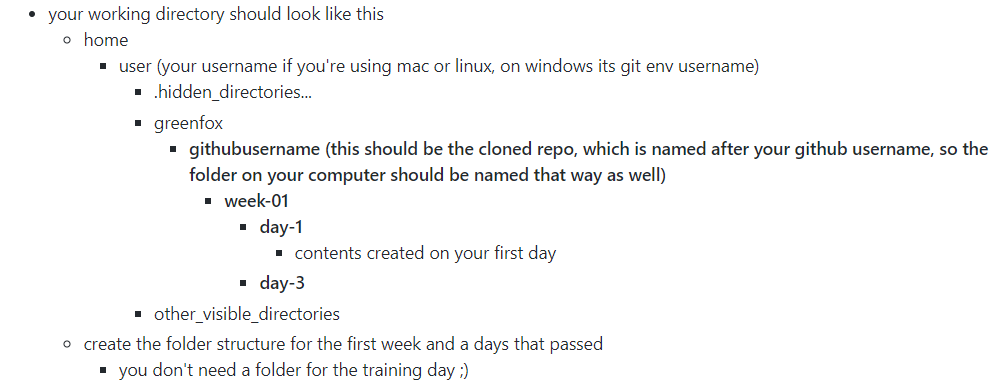 your working directory should look like this
home
user (your username if you're using mac or linux, on windows its git env username)
.hidden_directories...
greenfox
githubusername (this should be the cloned repo, which is named after your github username, so the
folder on your computer should be named that way as well)
week-01
day-1
contents created on your first day
day-3
other_visible_directories
create the folder structure for the first week and a days that passed
you don't need a folder for the training day ;)